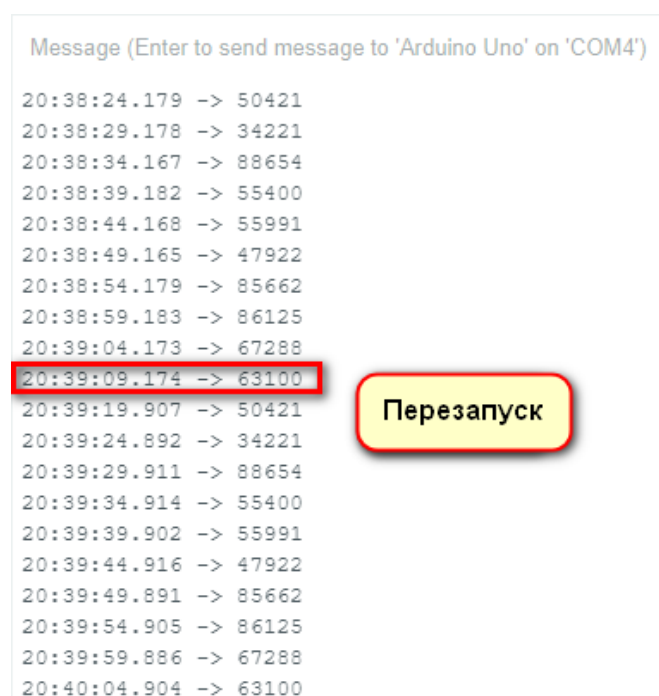 Message (Enter to send message to 'Arduino Uno' on 'COM4')
20:38:24.179 -> 50421
20:38:29.178 -> 34221
20:38:34.167 -> 88654
20:38:39.182 -> 55400
20:38:44.168 -> 55991
20:38:49.165 -> 47922
20:38:54.179 -> 85662
20:38:59.183 -> 86125
20:39:04.173 -> 67288
20:39:09.174 -> 63100
Перезапуск
20:39:19.907 -> 50421
20:39:24.892 -> 34221
20:39:29.911 -> 88654
20:39:34.914 -> 55400
20:39:39.902 -> 55991
20:39:44.916 -> 47922
20:39:49.891 -> 85662
20:39:54.905 -> 86125
20:39:59.886 -> 67288
20:40:04.904 -> 63100